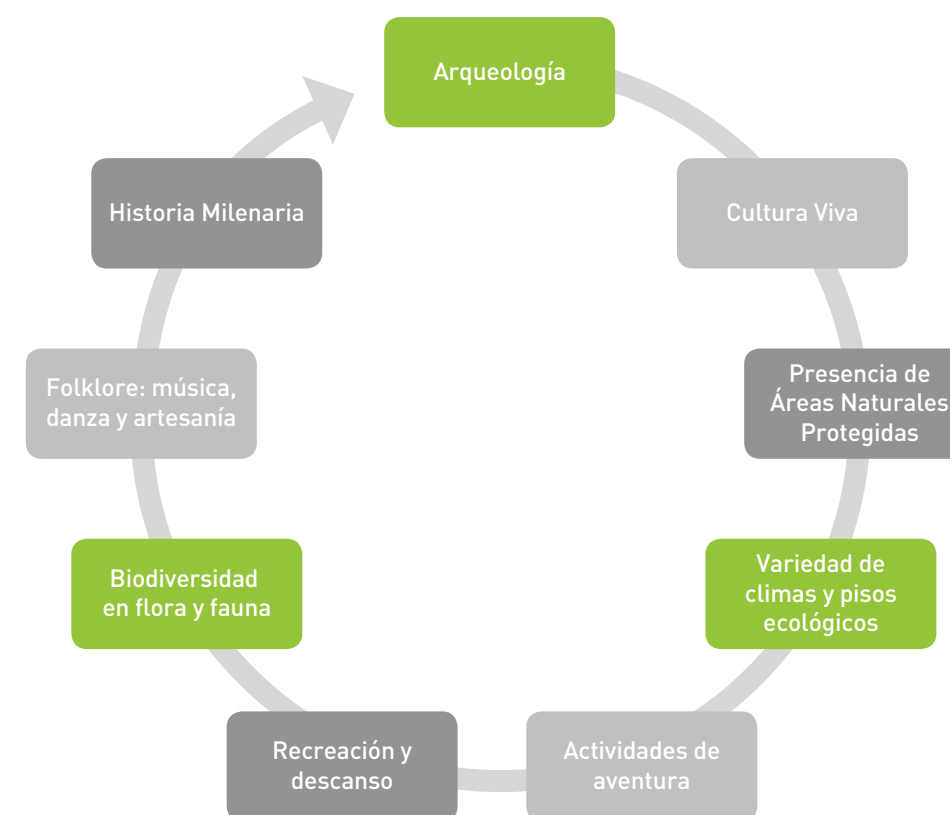 Arqueología
Cultura Viva
Presencia de
Áreas Naturales
Protegidas
Variedad de
climas y pisos
ecológicos
Actividades de
aventura
Recreación y
descanso
Biodiversidad
en flora y fauna
Folklore: música,
danza y artesanía
Historia Milenaria